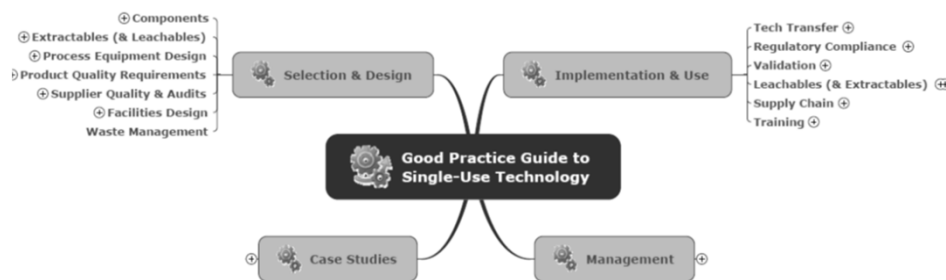 Components
Extractables (& Leachables)
Process Equipment Design
Product Quality Requirements
Supplier Quality & Audits
Facilities Design
Waste Management
Selection & Design
Implementation & Use
Tech Transfer
Regulatory Compliance
Validation
Leachables (& Extractables)
Supply Chain
Training
Good Practice Guide to
Single-Use Technology
Case Studies
Management